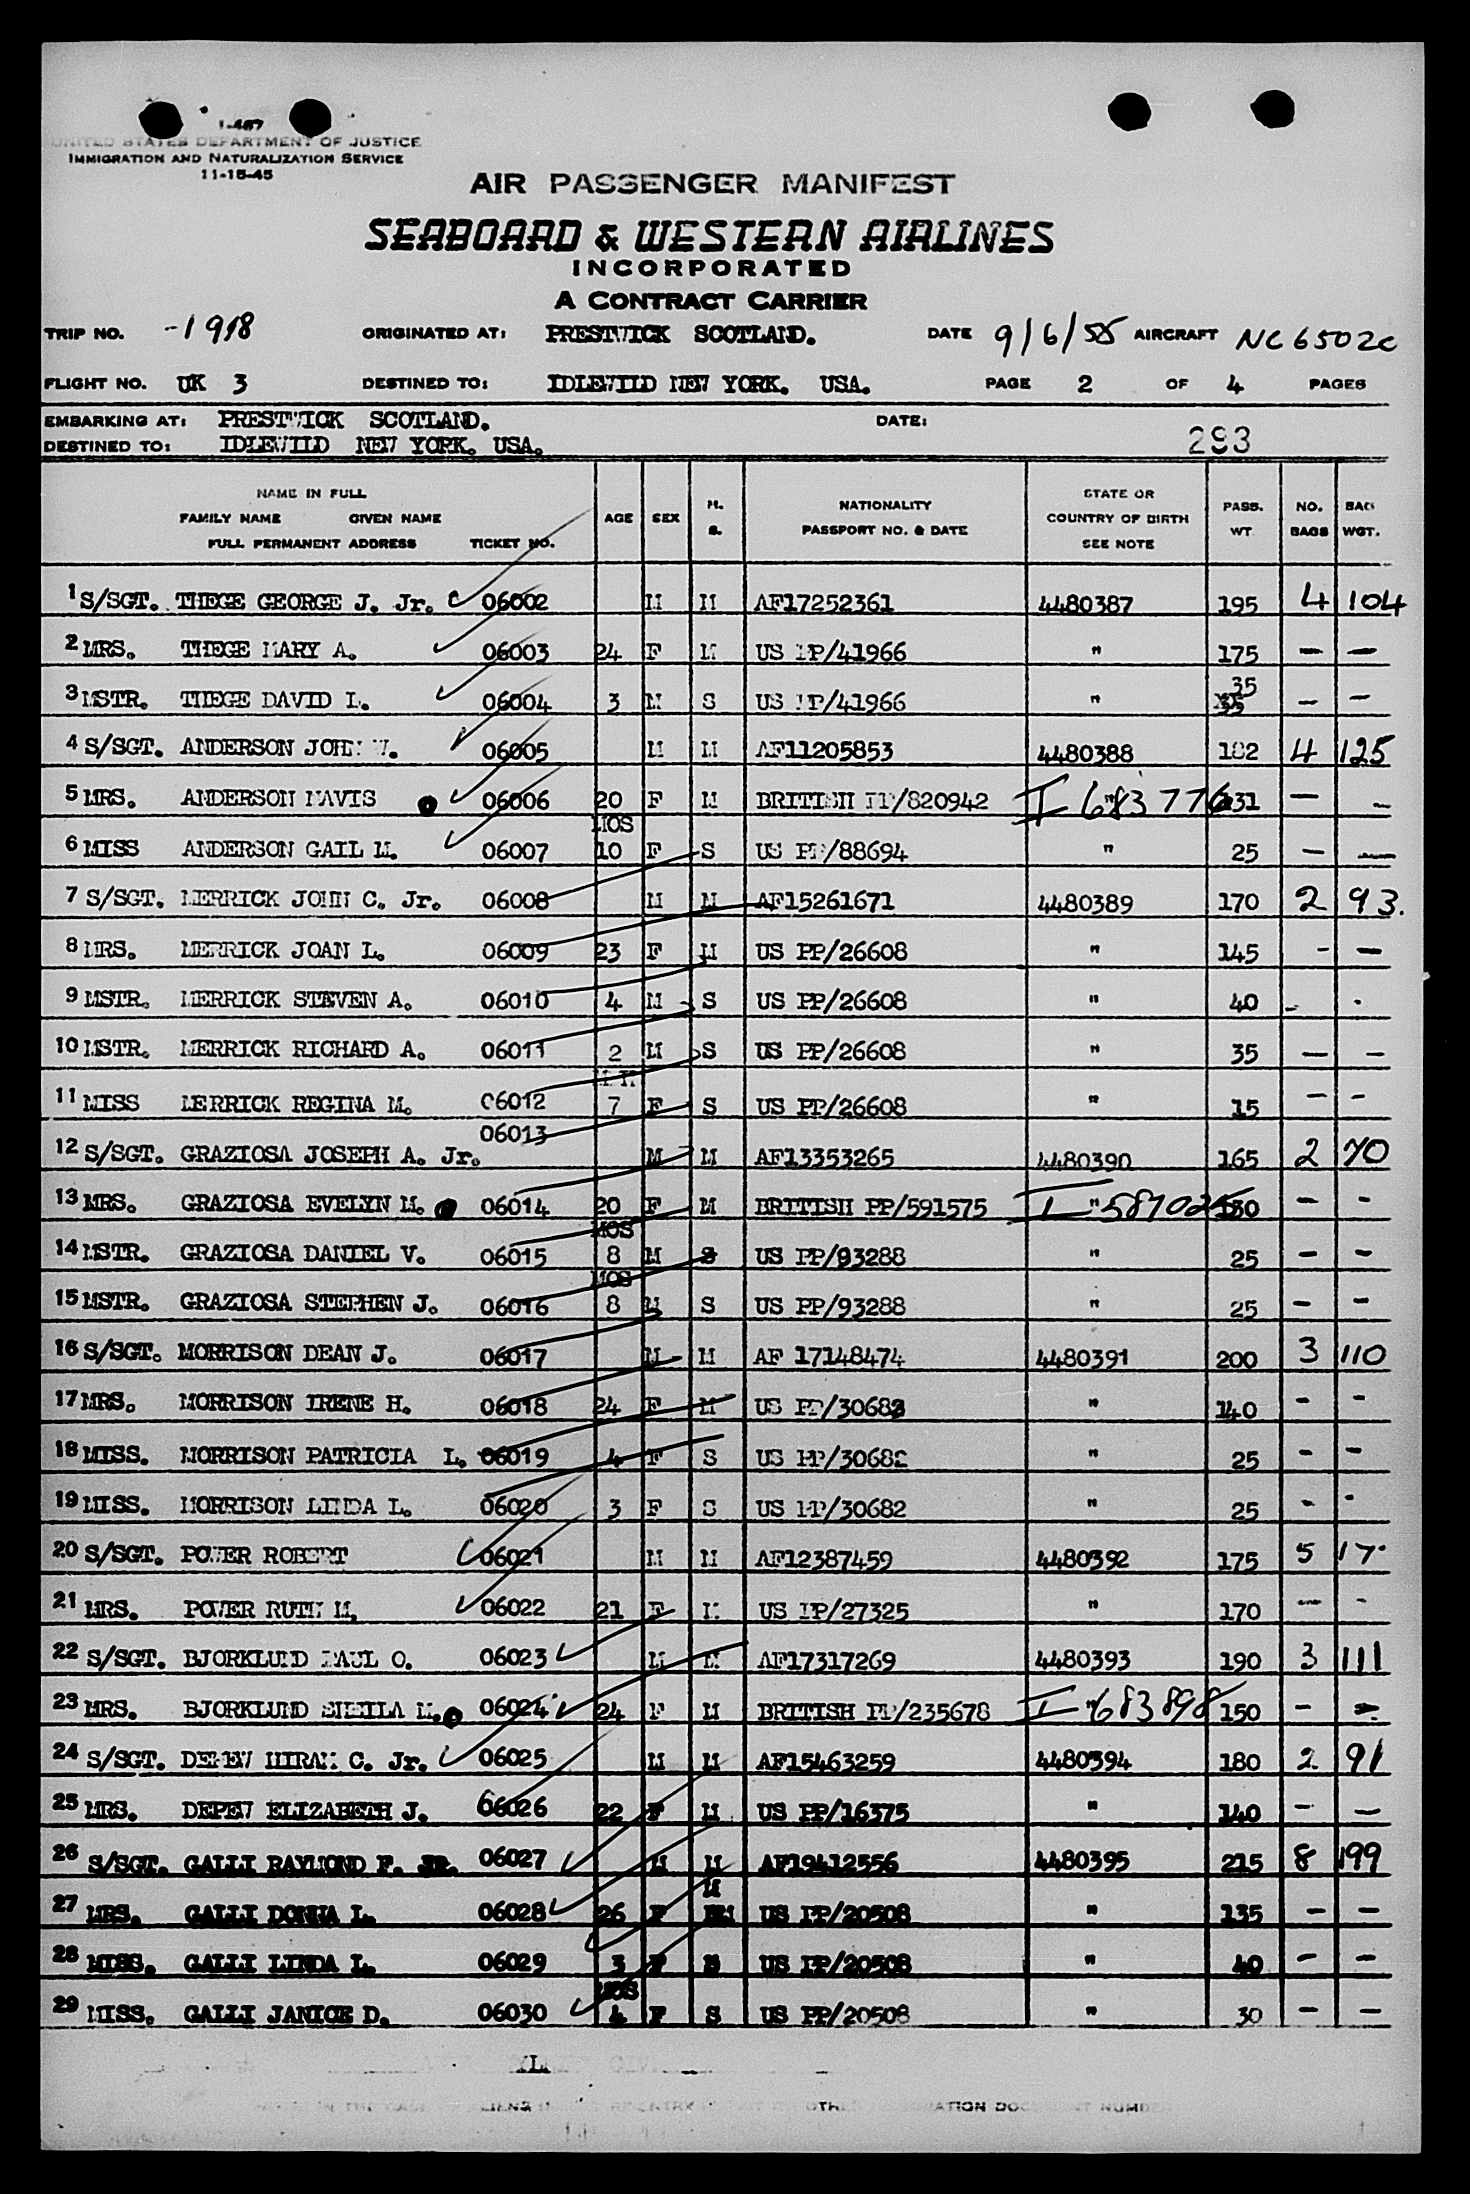 1-467
UNITED STATES DEPARTMENT OF JUSTICE
IMMIGRATION AND NATURALIZATION SERVICE
11-15-45
AIR PASSENGER MANIFEST
SEABOARD & WESTERN AIRLINES
INCORPORATED
A CONTRACT CARRIER
TRIP NO. -1918 ORIGINATED AT: PRESTWICK SCOTLAND. DATE 9/6/55 AIRCRAFT NC6502C
FLIGHT NO. UK 3 DESTINED TO: IDLEWILD NEW YORK. USA. PAGE 2 OF 4 PAGES
EMBARKING AT: PRESTWICK SCOTLAND. DATE:
DESTINED TO: IDLEWILD NEW YORK. USA. 293
NAME IN FULL
FAMILY NAME GIVEN NAME
FULL PERMANENT ADDRESS TICKET NO. AGE SEX M. S. NATIONALITY PASSPORT NO. & DATE STATE OR COUNTRY OF BIRTH SEE NOTE PASS. WT NO. BAGS BAG WGT.
1 S/SGT. THEGE GEORGE J. Jr. 06002 M M AF17252361 4480387 195 4 104
2 MRS. THEGE MARY A. 06003 24 F M US PP/41966 " 175 — —
3 MSTR. THEGE DAVID L. 06004 3 M S US PP/41966 " 35 — —
4 S/SGT. ANDERSON JOHN W. 06005 M M AF11205853 4480388 182 4 125
5 MRS. ANDERSON MAVIS 06006 20 F M BRITISH PP/820942 I 683776 " 131 — —
6 MISS ANDERSON GAIL M. 06007 MOS 10 F S US PP/88694 " 25 — —
7 S/SGT. MERRICK JOHN C. Jr. 06008 M M AF15261671 4480389 170 2 93.
8 MRS. MERRICK JOAN L. 06009 23 F M US PP/26608 " 145 - —
9 MSTR. MERRICK STEVEN A. 06010 4 M S US PP/26608 " 40 - -
10 MSTR. MERRICK RICHARD A. 06011 2 M S US PP/26608 " 35 — —
11 MISS MERRICK REGINA M. 06012 7 F S US PP/26608 " 15 — -
12 S/SGT. GRAZIOSA JOSEPH A. Jr. 06013 M M AF13353265 4480390 165 2 70
13 MRS. GRAZIOSA EVELYN M. 06014 20 F M BRITISH PP/591575 I " 130 - -
14 MSTR. GRAZIOSA DANIEL V. 06015 MOS 8 M S US PP/93288 " 25 - -
15 MSTR. GRAZIOSA STEPHEN J. 06016 MOS 8 M S US PP/93288 " 25 - -
16 S/SGT. MORRISON DEAN J. 06017 M M AF 17148474 4480391 200 3 110
17 MRS. MORRISON IRENE H. 06018 24 F M US PP/30682 " 140 - -
18 MISS. MORRISON PATRICIA L. 06019 4 F S US PP/30682 " 25 - -
19 MISS. MORRISON LINDA L. 06020 3 F S US PP/30682 " 25 - -
20 S/SGT. POWER ROBERT 06021 M M AF12387459 4480392 175 5
21 MRS. POWER RUTH M. 06022 21 F M US PP/27325 " 170 — -
22 S/SGT. BJORKLUND PAUL O. 06023 M M AF17317269 4480393 190 3 111
23 MRS. BJORKLUND SHEILA M. 06024 24 F M BRITISH PP/235678 I " 683898 150 - -
24 S/SGT. DEPEW HIRAM C. Jr. 06025 M M AF15463259 4480394 180 2 91
25 MRS. DEPEW ELIZABETH J. 06026 22 F M US PP/16375 " 140 - —
26 S/SGT. GALLI RAYMOND F. JR. 06027 M M AF19412556 4480395 215 8 199
27 MRS. GALLI DONNA L. 06028 26 F M US PP/20508 " 135 — —
28 MISS. GALLI LINDA L. 06029 3 F S US PP/20508 " 40 - -
29 MISS. GALLI JANICE D. 06030 MOS 4 F S US PP/20508 " 30 - -